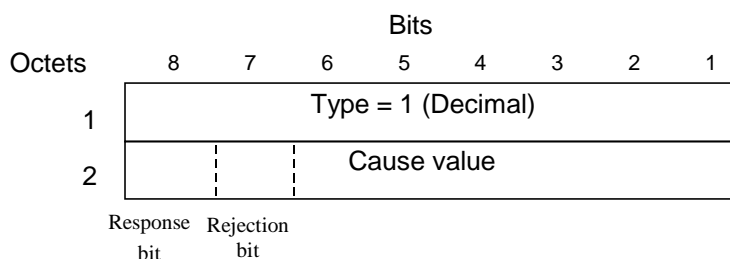 Bits
Octets 8 7 6 5 4 3 2 1
1 Type = 1 (Decimal)
2 Cause value
Response Rejection
bit bit